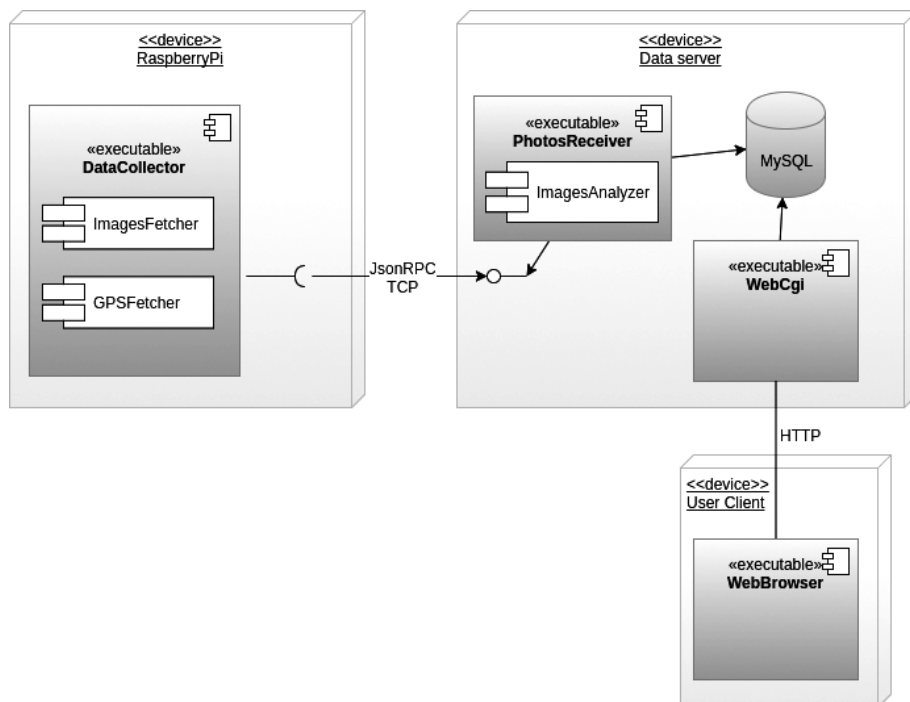 <<device>>
RaspberryPi
«executable»
DataCollector
ImagesFetcher
GPSFetcher
JsonRPC
TCP
<<device>>
Data server
«executable»
PhotosReceiver
ImagesAnalyzer
MySQL
«executable»
WebCgi
HTTP
<<device>>
User Client
«executable»
WebBrowser